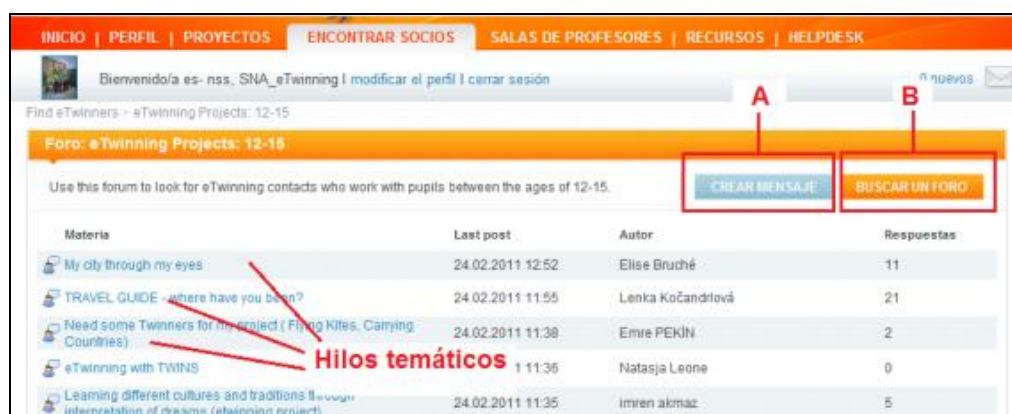 INICIO | PERFIL | PROYECTOS ENCONTRAR SOCIOS SALAS DE PROFESORES | RECURSOS | HELPDESK
Bienvenido/a es- nss, SNA_eTwinning | modificar el perfil | cerrar sesión 0 nuevos
A B
Find eTwinners > eTwinning Projects: 12-15
Foro: eTwinning Projects: 12-15
Use this forum to look for eTwinning contacts who work with pupils between the ages of 12-15. CREAR MENSAJE BUSCAR UN FORO
Materia Last post Autor Respuestas
My city through my eyes 24.02.2011 12:52 Elise Bruché 11
TRAVEL GUIDE - where have you been? 24.02.2011 11:55 Lenka Kočandrlová 21
Need some Twinners for my project ( Flying Kites, Carrying
Countries) 24.02.2011 11:38 Emre PEKİN 2
Hilos temáticos
eTwinning with TWINS 1 11:36 Natasja Leone 0
Learning different cultures and traditions through
interpretation of dreams (etwinning project) 24.02.2011 11:35 imren akmaz 5